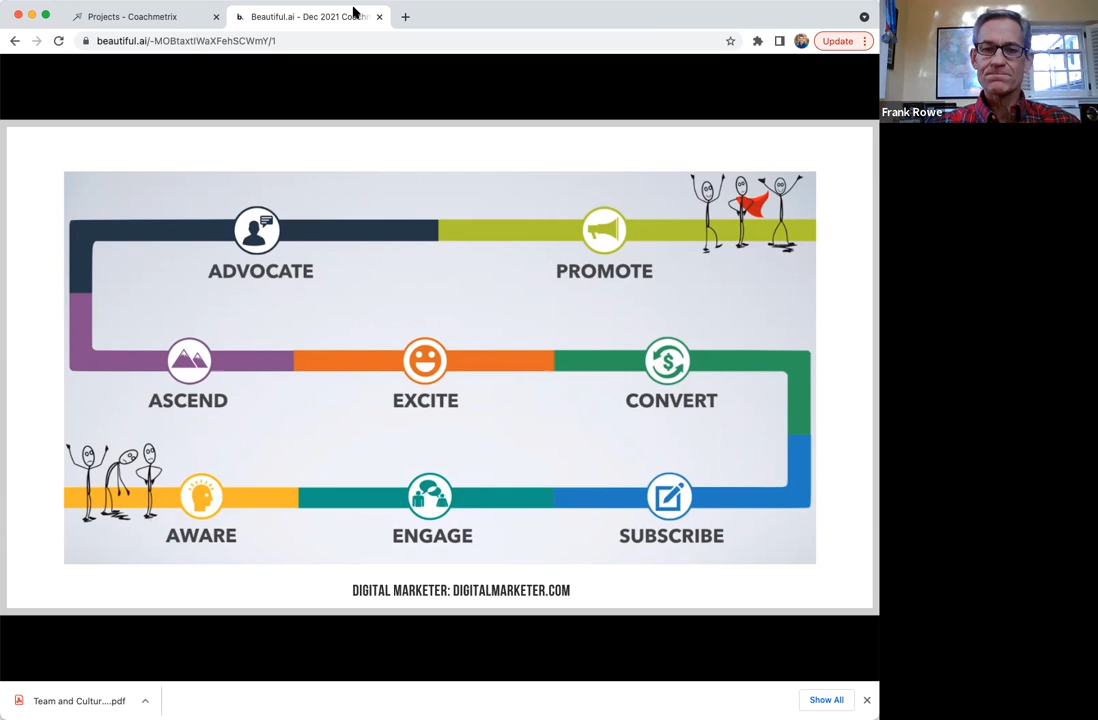 Projects - Coachmetrix
Beautiful.ai - Dec 2021 Coachm
beautiful.ai/-MOBtaxtIWaXFehSCWmY/1
Update
Frank Rowe
ADVOCATE
PROMOTE
ASCEND
EXCITE
CONVERT
AWARE
ENGAGE
SUBSCRIBE
DIGITAL MARKETER: DIGITALMARKETER.COM
Team and Cultur....pdf
Show All